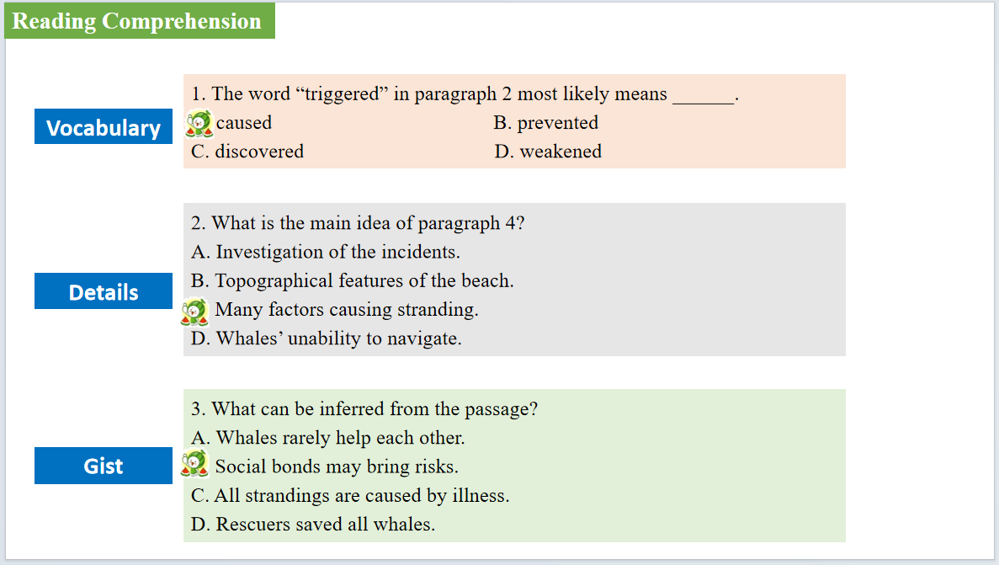 Reading Comprehension
Vocabulary
1. The word “triggered” in paragraph 2 most likely means ______.
caused B. prevented
C. discovered D. weakened
Details
2. What is the main idea of paragraph 4?
A. Investigation of the incidents.
B. Topographical features of the beach.
Many factors causing stranding.
D. Whales’ unability to navigate.
Gist
3. What can be inferred from the passage?
A. Whales rarely help each other.
Social bonds may bring risks.
C. All strandings are caused by illness.
D. Rescuers saved all whales.